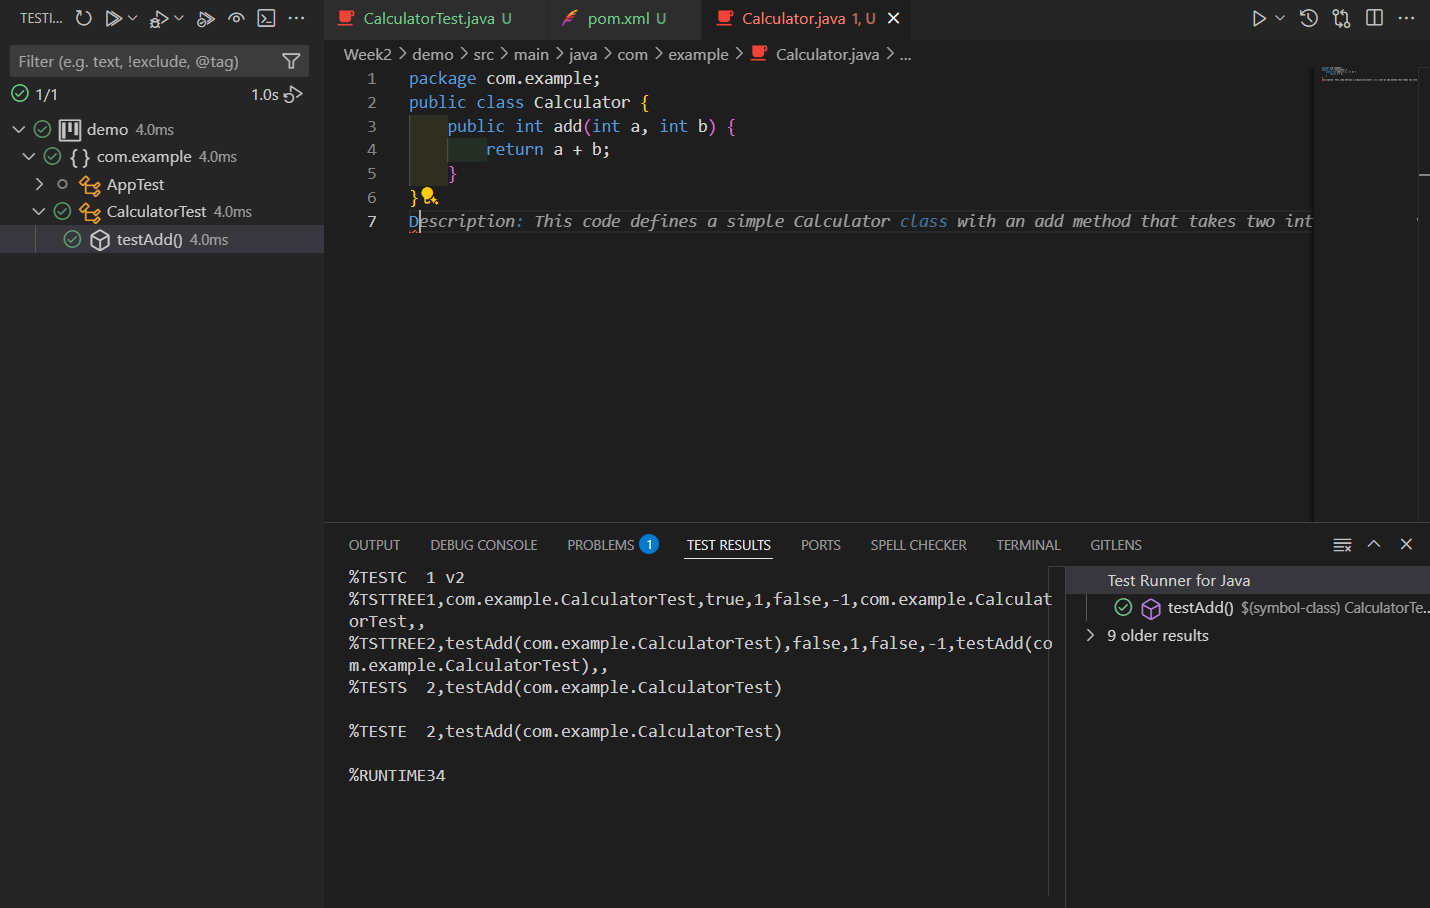 TESTI...
Filter (e.g. text, !exclude, @tag)
1/1 1.0s
demo 4.0ms
{} com.example 4.0ms
AppTest
CalculatorTest 4.0ms
testAdd() 4.0ms
CalculatorTest.java U pom.xml U Calculator.java 1, U
Week2 > demo > src > main > java > com > example > Calculator.java > ...
1 package com.example;
2 public class Calculator {
3 public int add(int a, int b) {
4 return a + b;
5 }
6 }
7 Description: This code defines a simple Calculator class with an add method that takes two int
OUTPUT DEBUG CONSOLE PROBLEMS 1 TEST RESULTS PORTS SPELL CHECKER TERMINAL GITLENS
%TESTC 1 v2
%TSTTREE1,com.example.CalculatorTest,true,1,false,-1,com.example.Calculat
orTest,,
%TSTTREE2,testAdd(com.example.CalculatorTest),false,1,false,-1,testAdd(co
m.example.CalculatorTest),,
%TESTS 2,testAdd(com.example.CalculatorTest)
%TESTE 2,testAdd(com.example.CalculatorTest)
%RUNTIME34
Test Runner for Java
testAdd() $(symbol-class) CalculatorTe...
9 older results